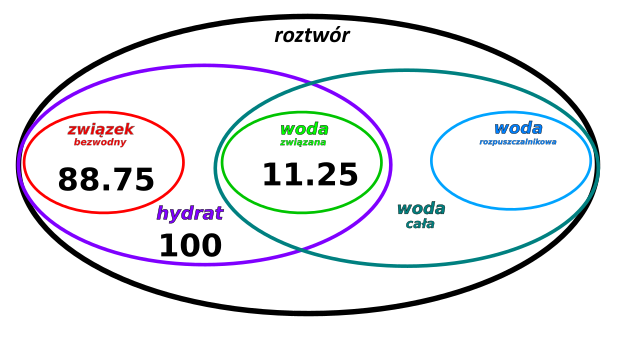 roztwór
związek
bezwodny
88.75
woda
związana
11.25
woda
rozpuszczalnikowa
hydrat
100
woda
cała